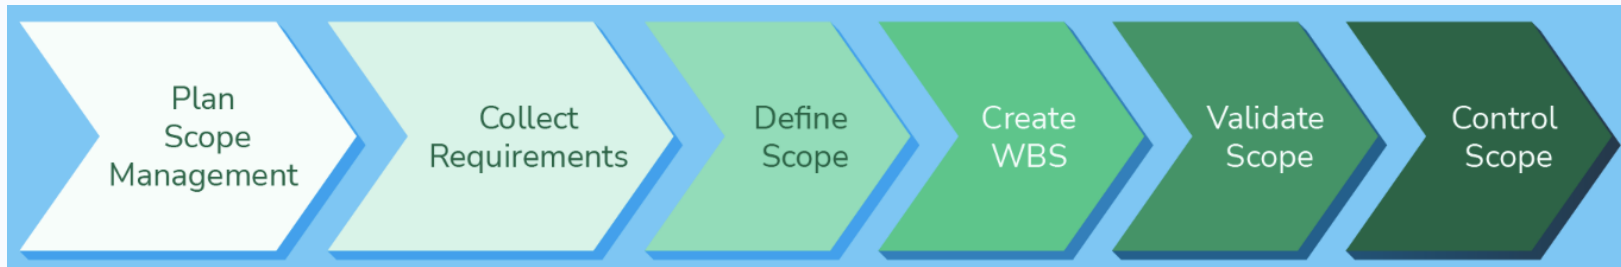 Plan
Scope
Management
Collect
Requirements
Define
Scope
Create
WBS
Validate
Scope
Control
Scope